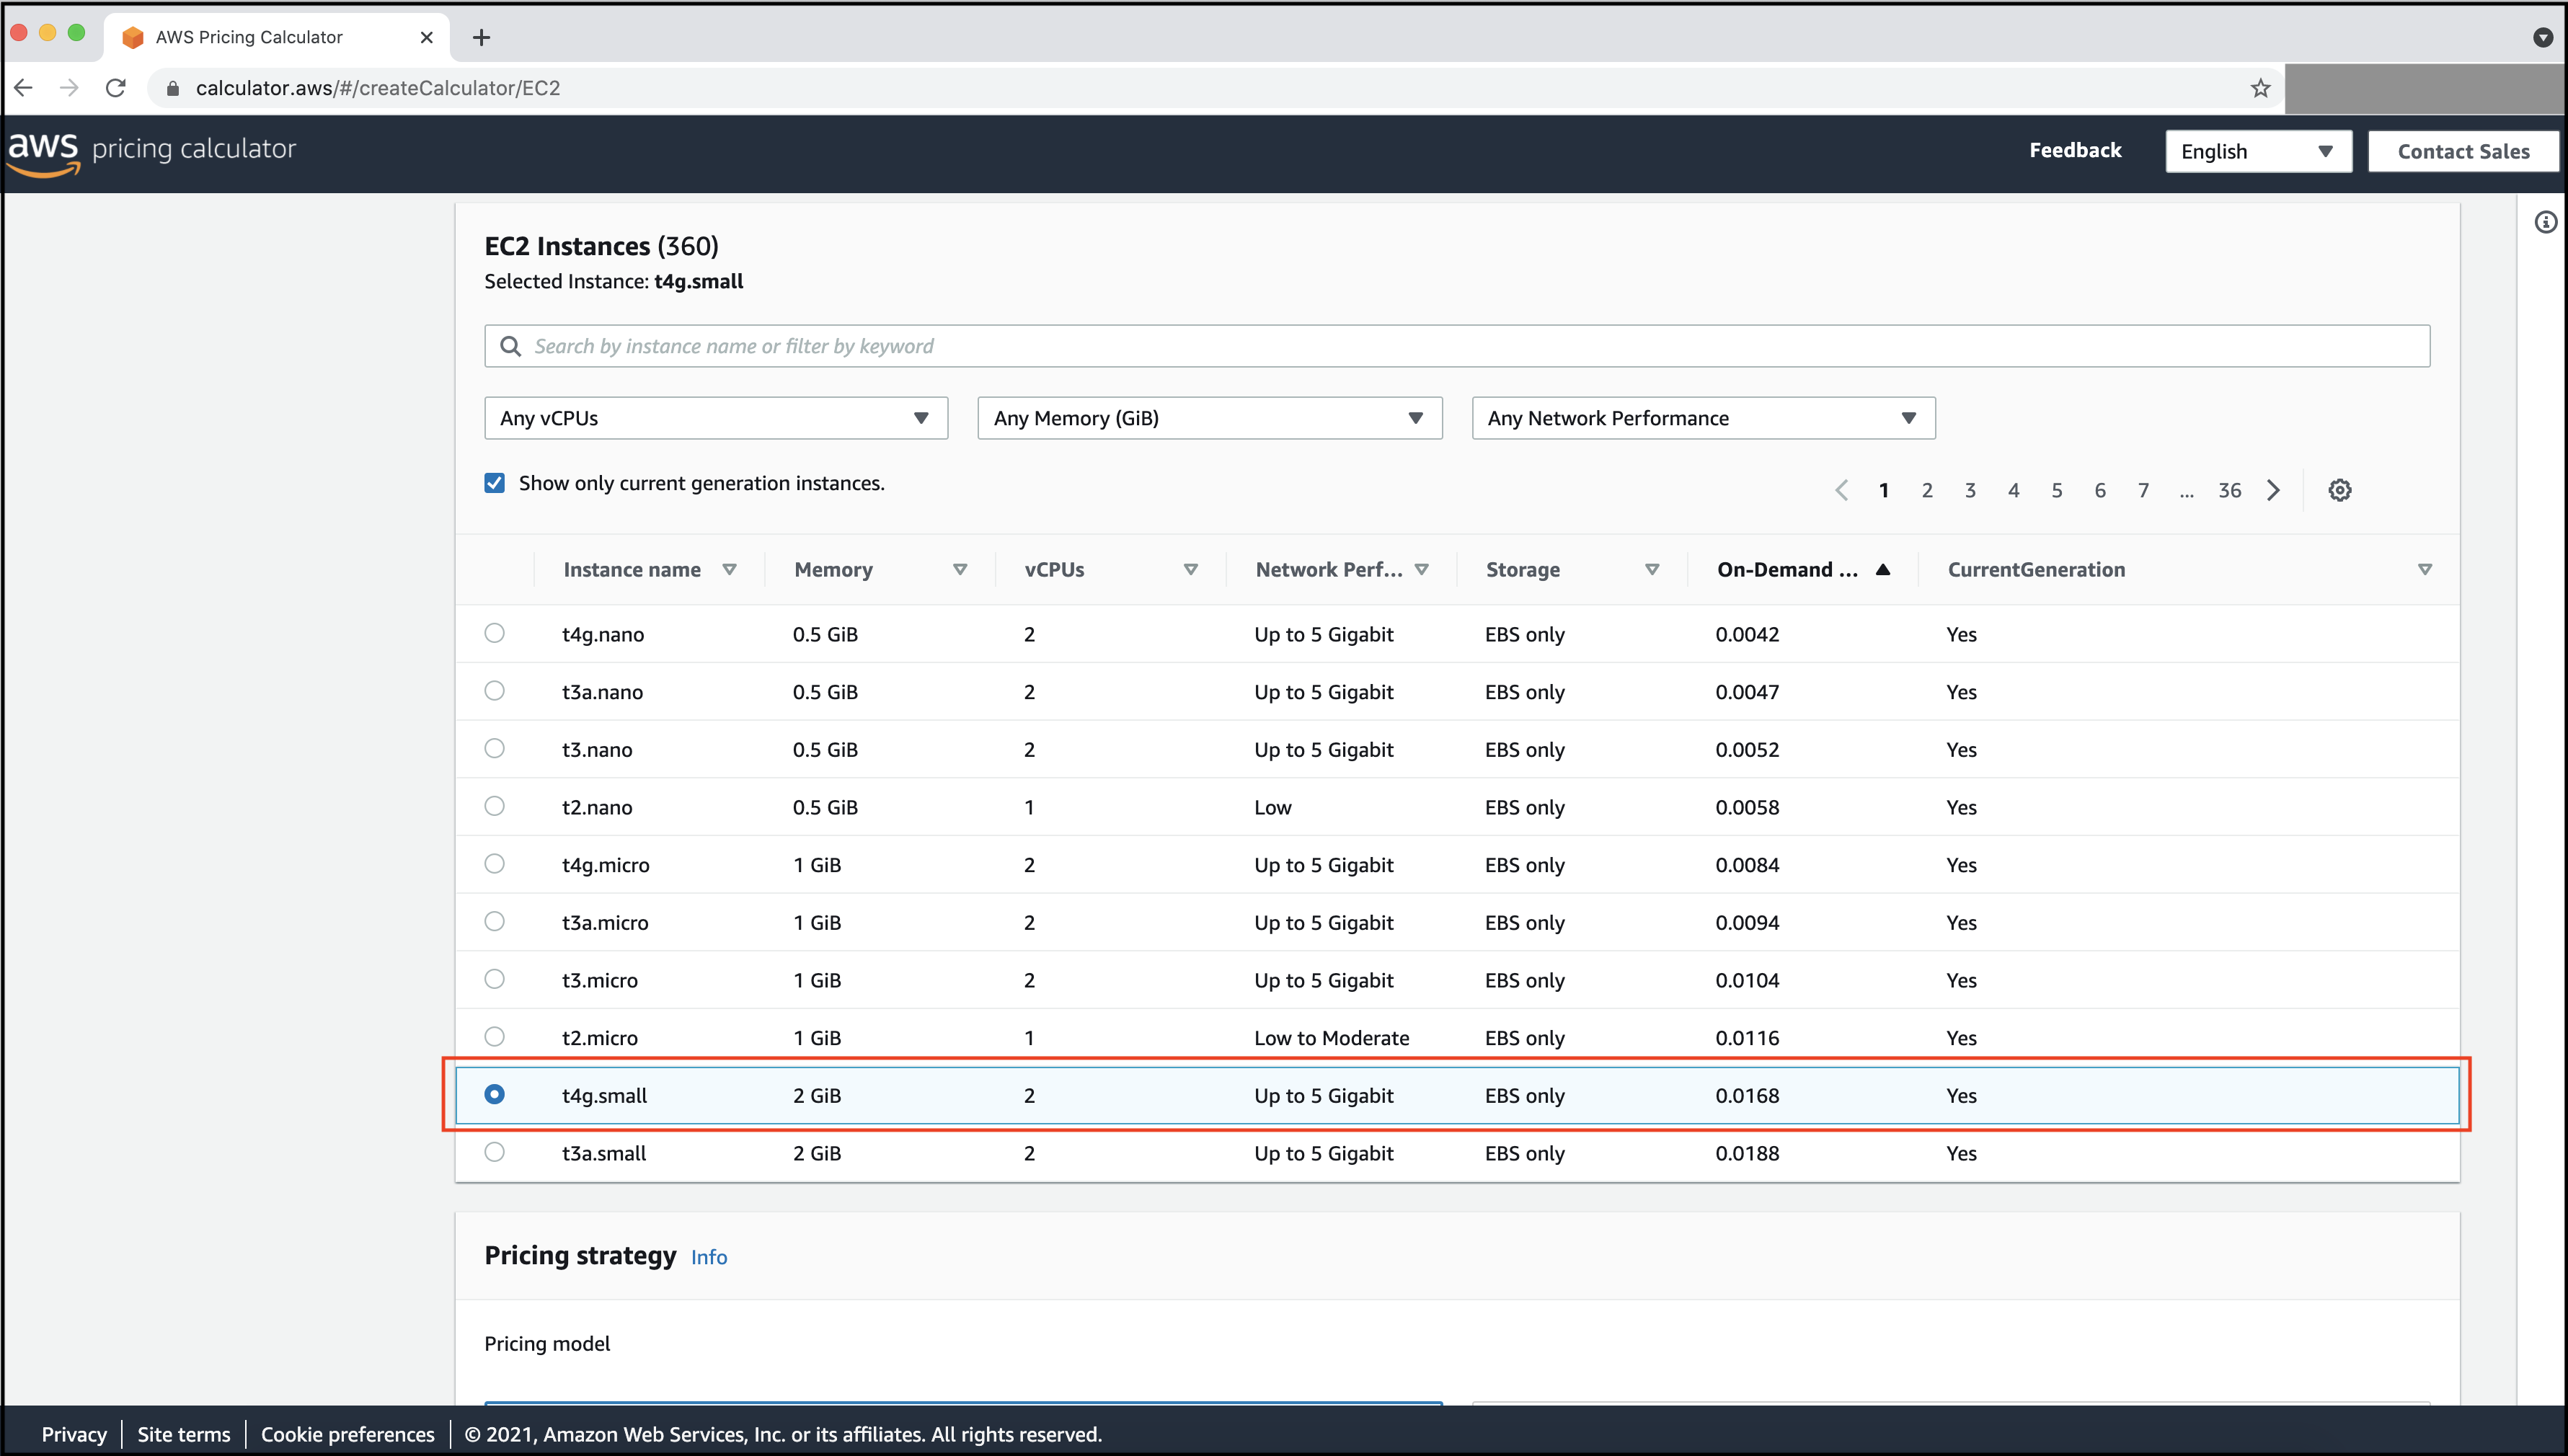 AWS Pricing Calculator
calculator.aws/#/createCalculator/EC2
aws pricing calculator Feedback English Contact Sales
EC2 Instances (360)
Selected Instance: t4g.small
Search by instance name or filter by keyword
Any vCPUs Any Memory (GiB) Any Network Performance
Show only current generation instances. 1 2 3 4 5 6 7 ... 36
Instance name Memory vCPUs Network Perf... Storage On-Demand ... CurrentGeneration
t4g.nano 0.5 GiB 2 Up to 5 Gigabit EBS only 0.0042 Yes
t3a.nano 0.5 GiB 2 Up to 5 Gigabit EBS only 0.0047 Yes
t3.nano 0.5 GiB 2 Up to 5 Gigabit EBS only 0.0052 Yes
t2.nano 0.5 GiB 1 Low EBS only 0.0058 Yes
t4g.micro 1 GiB 2 Up to 5 Gigabit EBS only 0.0084 Yes
t3a.micro 1 GiB 2 Up to 5 Gigabit EBS only 0.0094 Yes
t3.micro 1 GiB 2 Up to 5 Gigabit EBS only 0.0104 Yes
t2.micro 1 GiB 1 Low to Moderate EBS only 0.0116 Yes
t4g.small 2 GiB 2 Up to 5 Gigabit EBS only 0.0168 Yes
t3a.small 2 GiB 2 Up to 5 Gigabit EBS only 0.0188 Yes
Pricing strategy Info
Pricing model
Privacy Site terms Cookie preferences © 2021, Amazon Web Services, Inc. or its affiliates. All rights reserved.